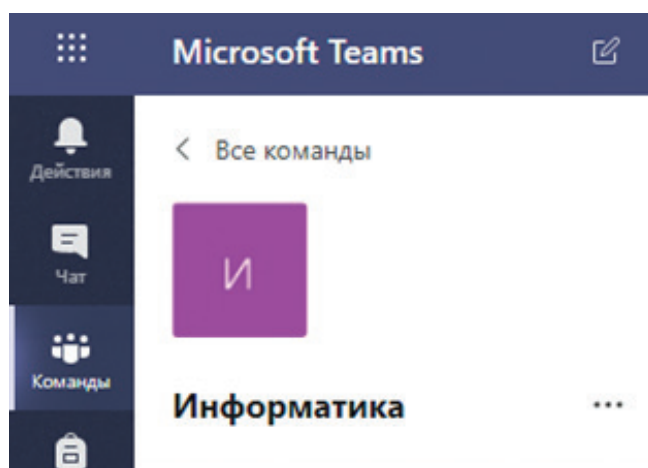 Microsoft Teams
Действия
Все команды
Чат
И
Команды
Информатика